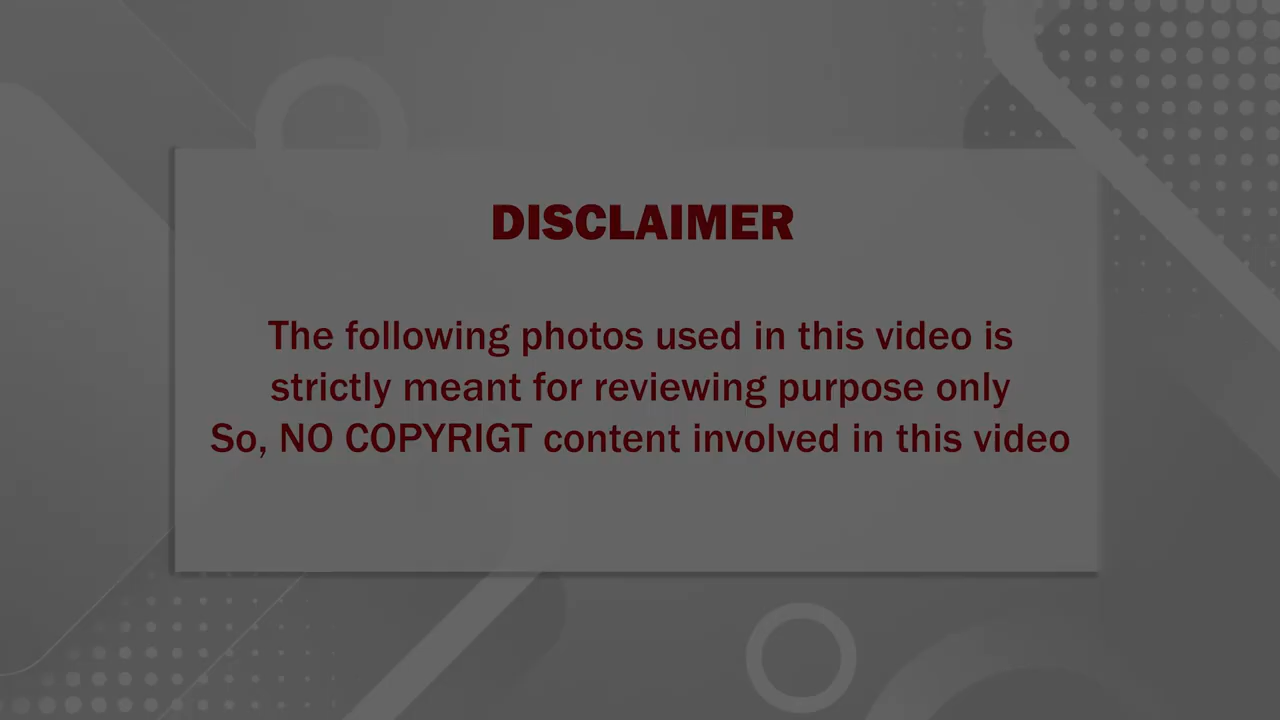 DISCLAIMER
The following photos used in this video is
strictly meant for reviewing purpose only
So, NO COPYRIGT content involved in this video